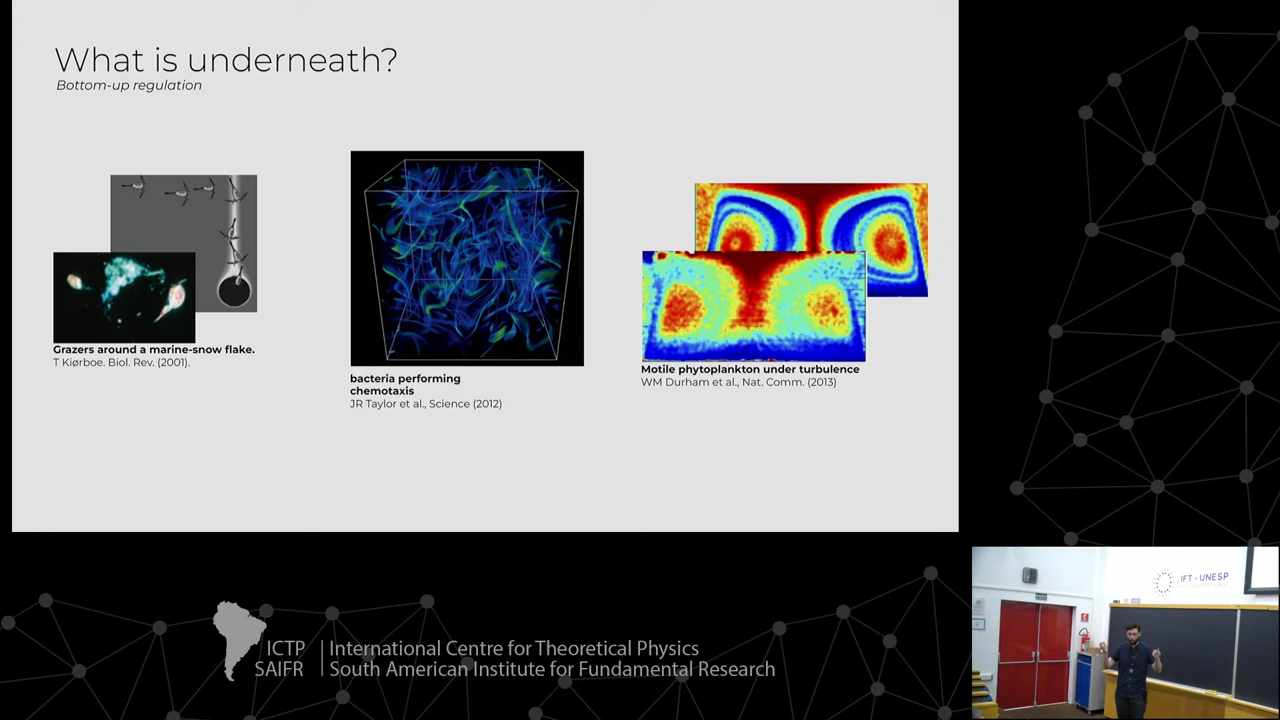 What is underneath?
Bottom-up regulation
Grazers around a marine-snow flake.
T Kiørboe. Biol. Rev. (2001).
bacteria performing
chemotaxis
JR Taylor et al., Science (2012)
Motile phytoplankton under turbulence
WM Durham et al., Nat. Comm. (2013)
ICTP
SAIFR
International Centre for Theoretical Physics
South American Institute for Fundamental Research
IFT - UNESP